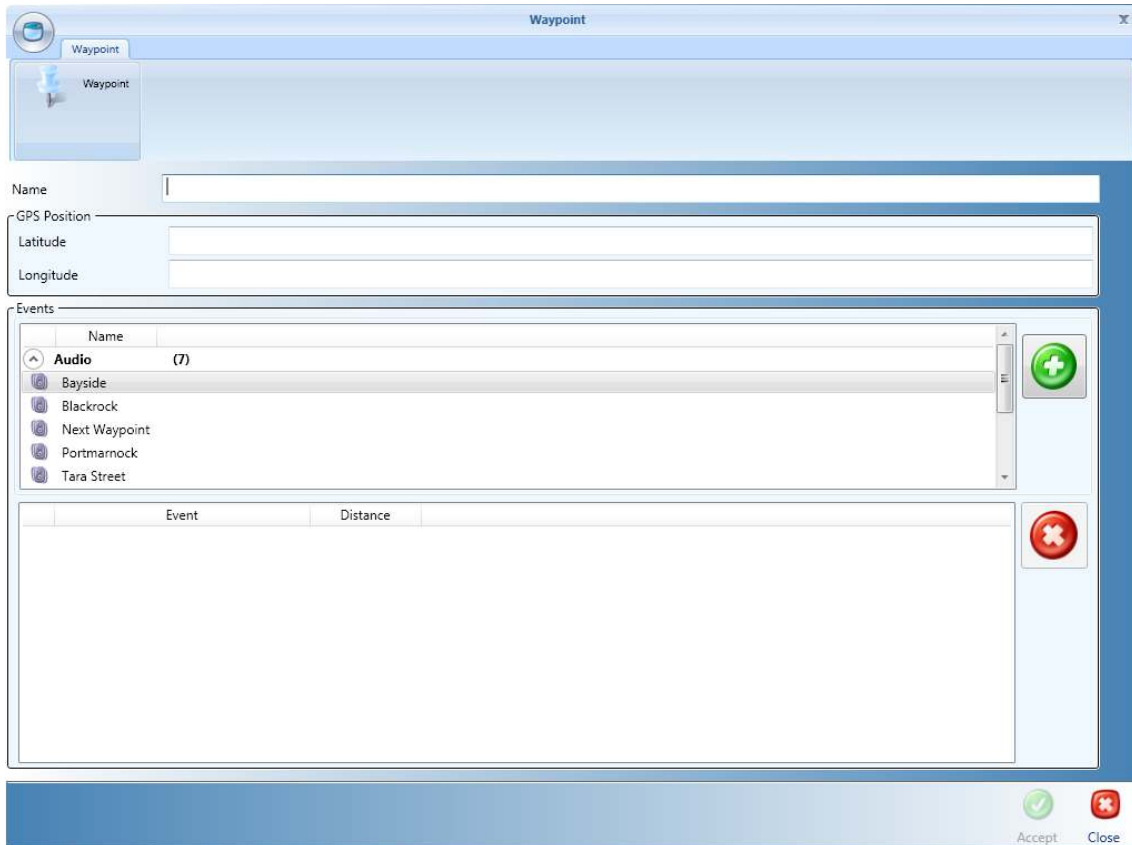 Waypoint
x
Waypoint
Waypoint
Name
GPS Position
Latitude
Longitude
Events
Name
Audio (7)
Bayside
Blackrock
Next Waypoint
Portmarnock
Tara Street
Event Distance
Accept Close